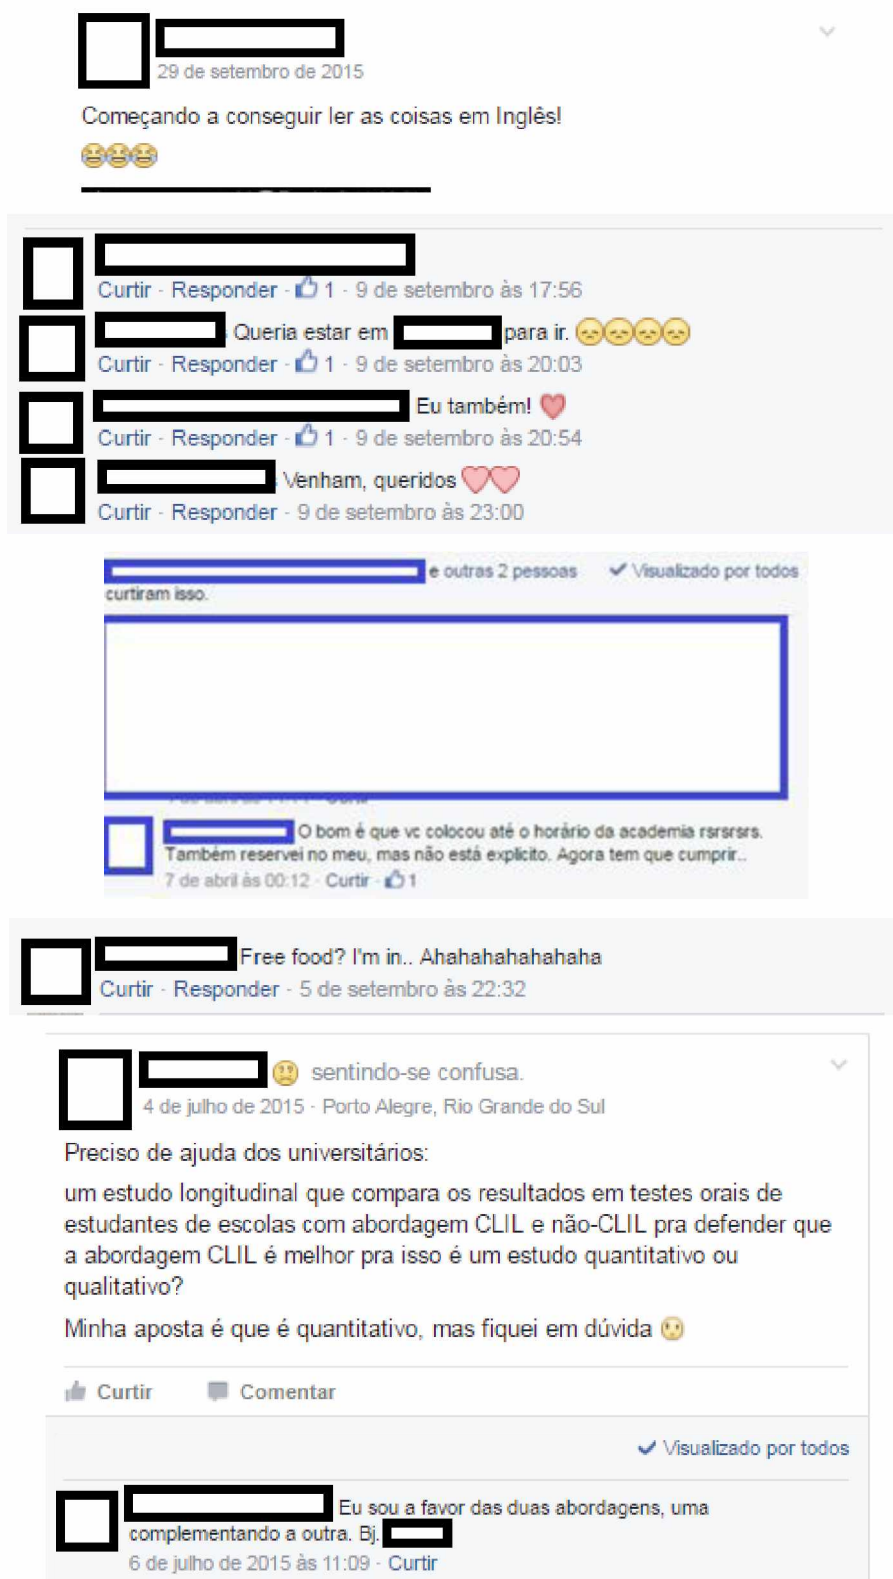 29 de setembro de 2015
Começando a conseguir ler as coisas em Inglês!
Curtir · Responder · 1 · 9 de setembro às 17:56
Queria estar em para ir.
Curtir · Responder · 1 · 9 de setembro às 20:03
Eu também!
Curtir · Responder · 1 · 9 de setembro às 20:54
Venham, queridos
Curtir · Responder · 9 de setembro às 23:00
e outras 2 pessoas Visualizado por todos
curtiram isso.
O bom é que vc colocou até o horário da academia rsrsrsrs.
Também reservei no meu, mas não está explicito. Agora tem que cumprir..
7 de abril às 00:12 · Curtir · 1
Free food? I'm in.. Ahahahahahahaha
Curtir · Responder · 5 de setembro às 22:32
sentindo-se confusa.
4 de julho de 2015 · Porto Alegre, Rio Grande do Sul
Preciso de ajuda dos universitários:
um estudo longitudinal que compara os resultados em testes orais de
estudantes de escolas com abordagem CLIL e não-CLIL pra defender que
a abordagem CLIL é melhor pra isso é um estudo quantitativo ou
qualitativo?
Minha aposta é que é quantitativo, mas fiquei em dúvida
Curtir Comentar
Visualizado por todos
Eu sou a favor das duas abordagens, uma
complementando a outra. Bj.
6 de julho de 2015 às 11:09 · Curtir